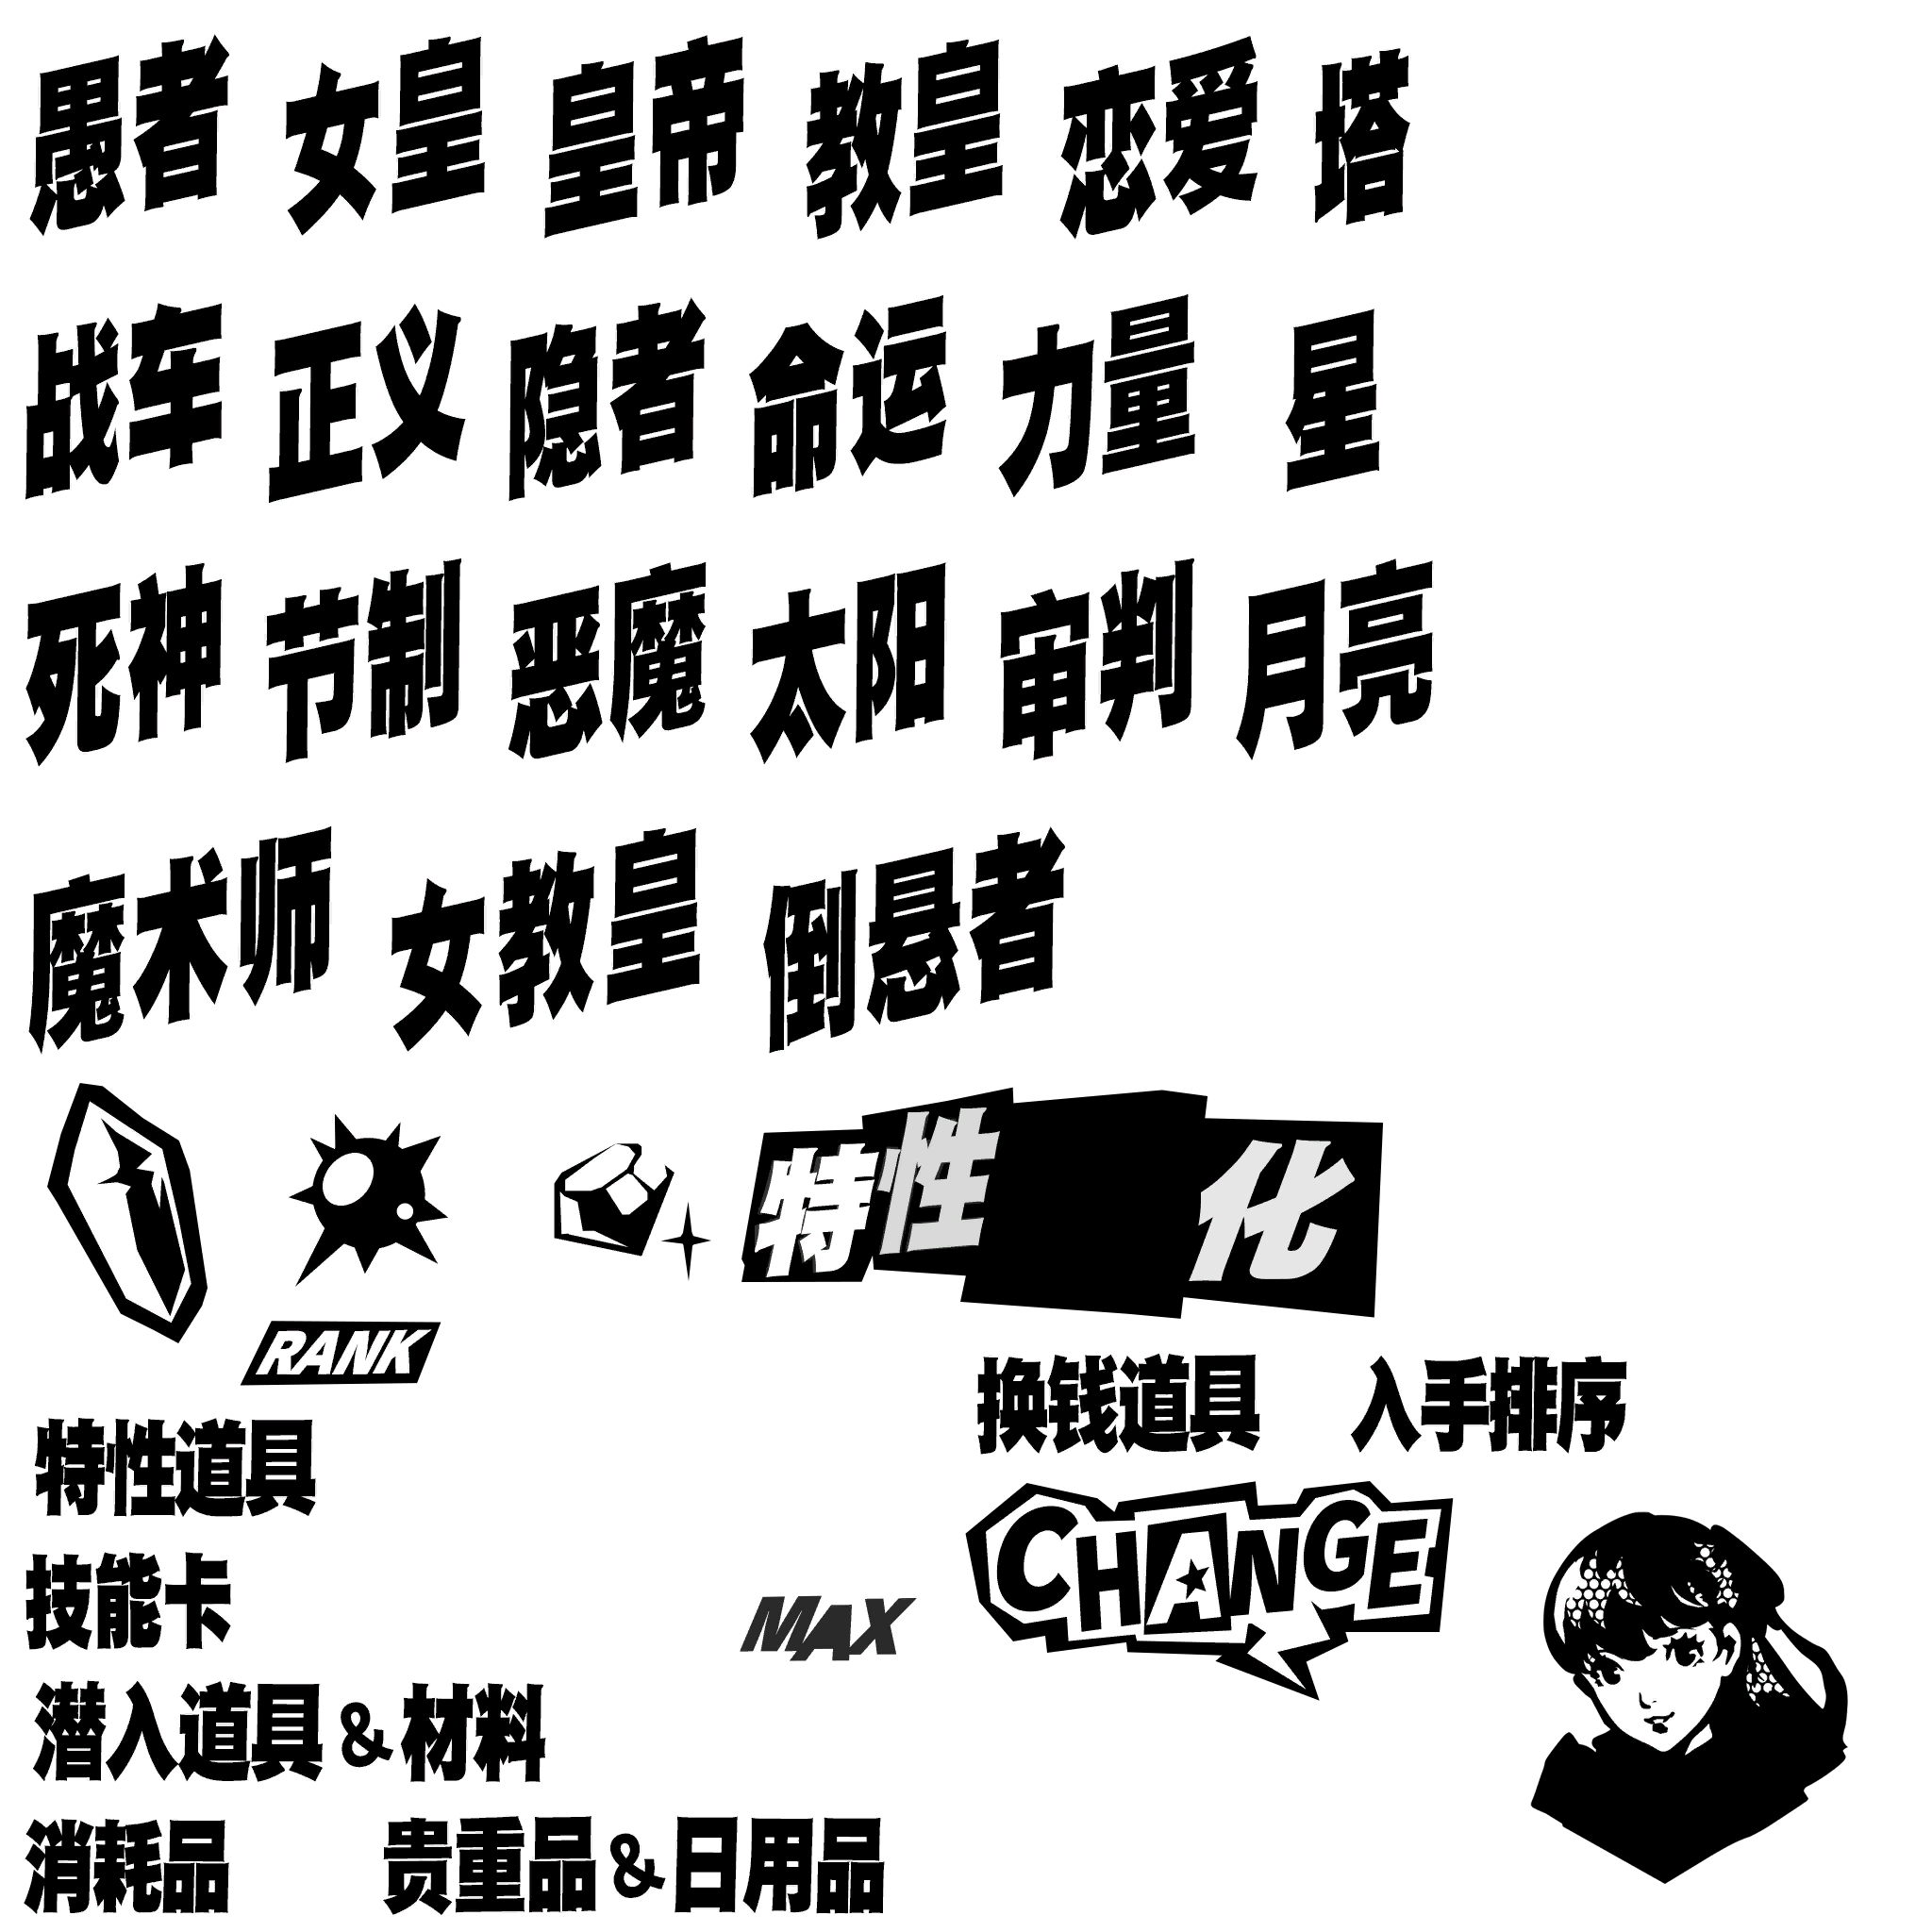 愚者 女皇 皇帝 教皇 恋爱 塔
战车 正义 隐者 命运 力量 星
死神 节制 恶魔 太阳 审判 月亮
魔术师 女教皇 倒悬者
特性 化
RANK
换钱道具 入手排序
特性道具
CHANGE
技能卡
MAX
潜入道具&材料
消耗品 贵重品&日用品